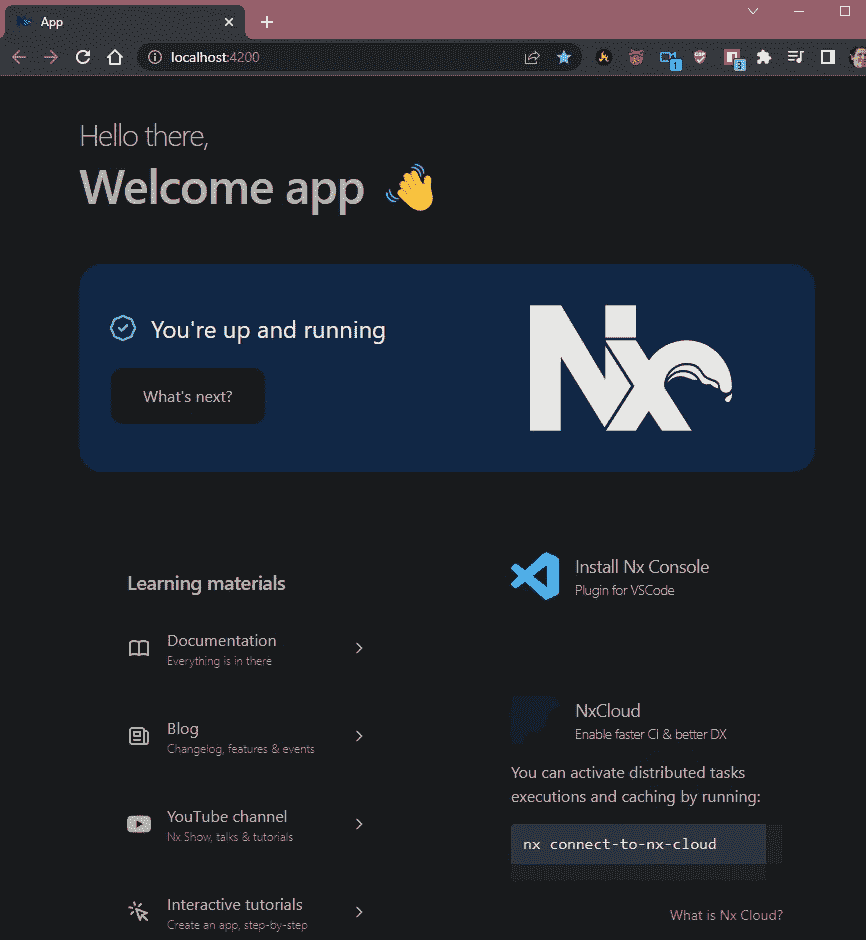 App
localhost:4200
1
3
Hello there,
Welcome app 👋
You're up and running
What's next?
Nx
Learning materials
Documentation
Everything is in there
Blog
Changelog, features & events
YouTube channel
Nx Show, talks & tutorials
Interactive tutorials
Create an app, step-by-step
Install Nx Console
Plugin for VSCode
NxCloud
Enable faster CI & better DX
You can activate distributed tasks
executions and caching by running:
nx connect-to-nx-cloud
What is Nx Cloud?